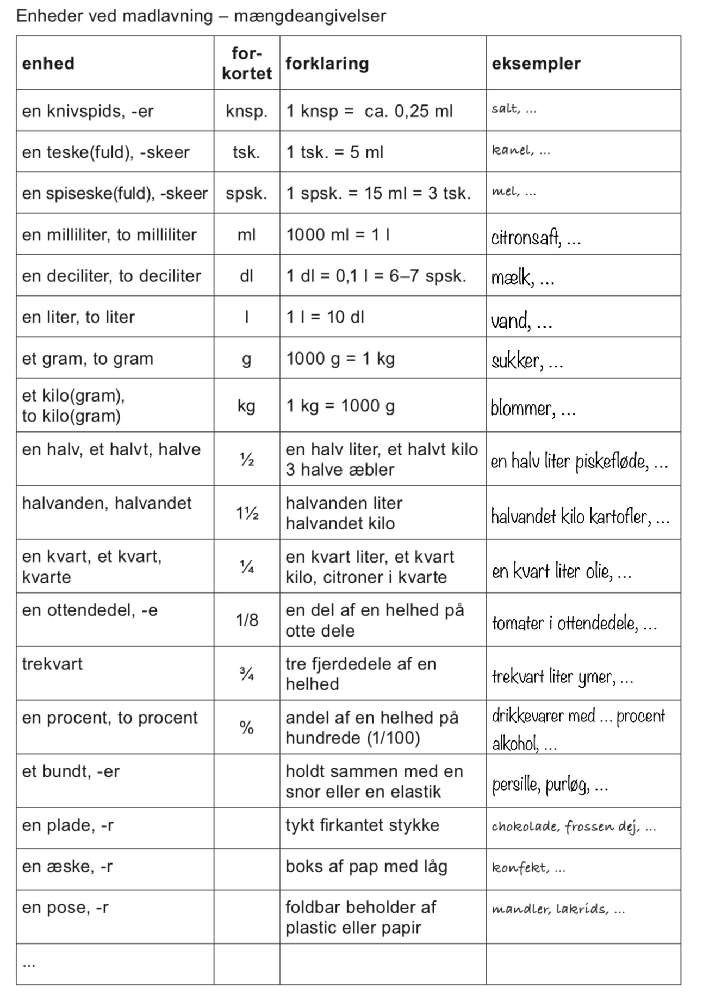 Enheder ved madlavning – mængdeangivelser
enhed
for-
kortet
forklaring
eksempler
en knivspids, -er
knsp.
1 knsp = ca. 0,25 ml
salt, ...
en teske(fuld), -skeer
tsk.
1 tsk. = 5 ml
kanel, ...
en spiseske(fuld), -skeer
spsk.
1 spsk. = 15 ml = 3 tsk.
mel, ...
en milliliter, to milliliter
ml
1000 ml = 1 l
citronsaft, ...
en deciliter, to deciliter
dl
1 dl = 0,1 l = 6–7 spsk.
mælk, ...
en liter, to liter
l
1 l = 10 dl
vand, ...
et gram, to gram
g
1000 g = 1 kg
sukker, ...
et kilo(gram),
to kilo(gram)
kg
1 kg = 1000 g
blommer, ...
en halv, et halvt, halve
½
en halv liter, et halvt kilo
3 halve æbler
en halv liter piskefløde, ...
halvanden, halvandet
1½
halvanden liter
halvandet kilo
halvandet kilo kartofler, ...
en kvart, et kvart,
kvarte
¼
en kvart liter, et kvart
kilo, citroner i kvarte
en kvart liter olie, ...
en ottendedel, -e
1/8
en del af en helhed på
otte dele
tomater i ottendedele, ...
trekvart
¾
tre fjerdedele af en
helhed
trekvart liter ymer, ...
en procent, to procent
%
andel af en helhed på
hundrede (1/100)
drikkevarer med ... procent
alkohol, ...
et bundt, -er
holdt sammen med en
snor eller en elastik
persille, purløg, ...
en plade, -r
tykt firkantet stykke
chokolade, frossen dej, ...
en æske, -r
boks af pap med låg
konfekt, ...
en pose, -r
foldbar beholder af
plastic eller papir
mandler, lakrids, ...
...